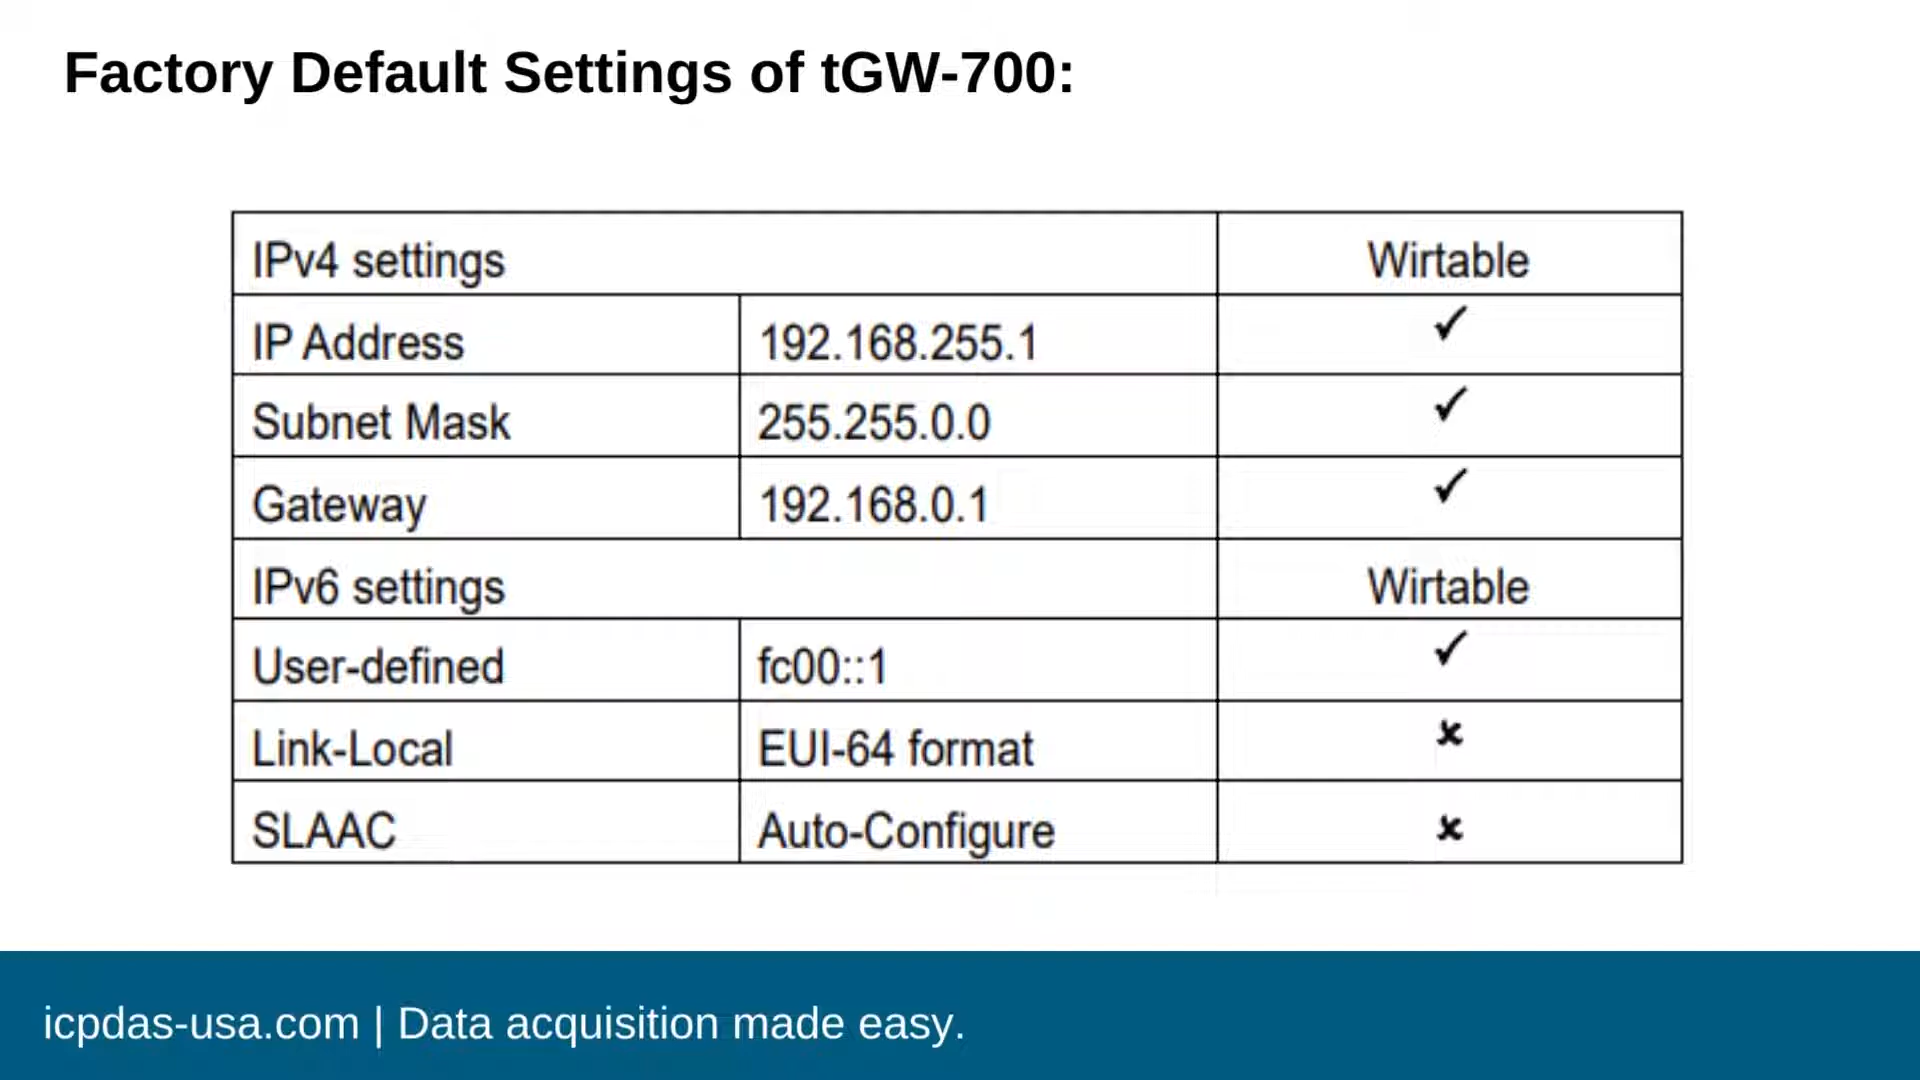 Factory Default Settings of tGW-700:
IPv4 settings Wirtable
IP Address 192.168.255.1 ✓
Subnet Mask 255.255.0.0 ✓
Gateway 192.168.0.1 ✓
IPv6 settings Wirtable
User-defined fc00::1 ✓
Link-Local EUI-64 format ✘
SLAAC Auto-Configure ✘
icpdas-usa.com | Data acquisition made easy.